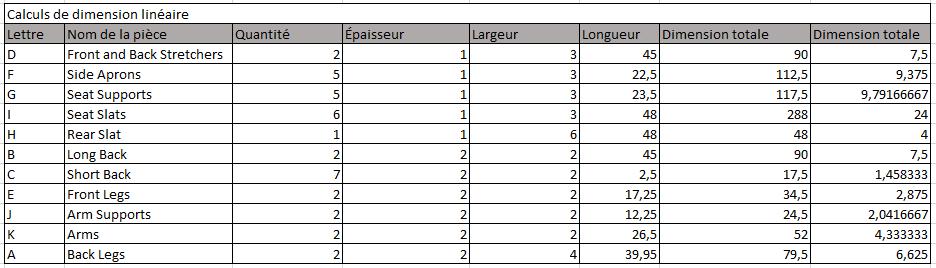 Calculs de dimension linéaire
Lettre Nom de la pièce Quantité Épaisseur Largeur Longueur Dimension totale Dimension totale
D Front and Back Stretchers 2 1 3 45 90 7,5
F Side Aprons 5 1 3 22,5 112,5 9,375
G Seat Supports 5 1 3 23,5 117,5 9,79166667
I Seat Slats 6 1 3 48 288 24
H Rear Slat 1 1 6 48 48 4
B Long Back 2 2 2 45 90 7,5
C Short Back 7 2 2 2,5 17,5 1,458333
E Front Legs 2 2 2 17,25 34,5 2,875
J Arm Supports 2 2 2 12,25 24,5 2,0416667
K Arms 2 2 2 26,5 52 4,333333
A Back Legs 2 2 4 39,95 79,5 6,625